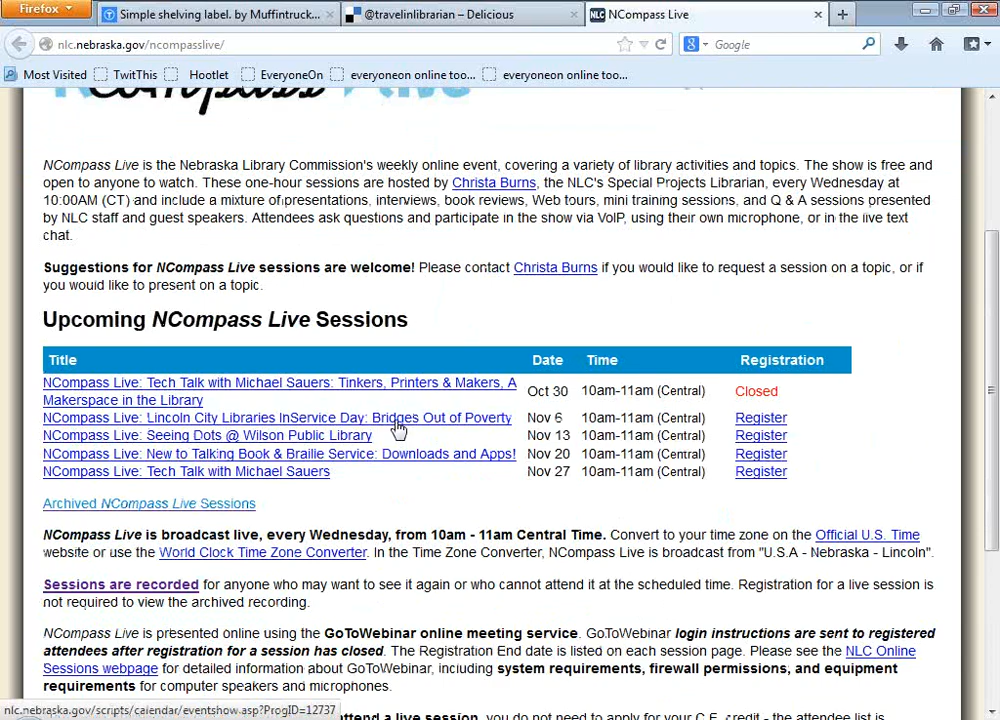 Firefox
Simple shelving label. by Muffintruck...
@travelinlibrarian – Delicious
NCompass Live
nlc.nebraska.gov/ncompasslive/
Google
Most Visited TwitThis Hootlet EveryoneOn everyoneon online too... everyoneon online too...
NCompass Live
NCompass Live is the Nebraska Library Commission's weekly online event, covering a variety of library activities and topics. The show is free and
open to anyone to watch. These one-hour sessions are hosted by Christa Burns, the NLC's Special Projects Librarian, every Wednesday at
10:00AM (CT) and include a mixture of presentations, interviews, book reviews, Web tours, mini training sessions, and Q & A sessions presented
by NLC staff and guest speakers. Attendees ask questions and participate in the show via VoIP, using their own microphone, or in the live text
chat.
Suggestions for NCompass Live sessions are welcome! Please contact Christa Burns if you would like to request a session on a topic, or if
you would like to present on a topic.
Upcoming NCompass Live Sessions
Title Date Time Registration
NCompass Live: Tech Talk with Michael Sauers: Tinkers, Printers & Makers, A
Makerspace in the Library Oct 30 10am-11am (Central) Closed
NCompass Live: Lincoln City Libraries InService Day: Bridges Out of Poverty Nov 6 10am-11am (Central) Register
NCompass Live: Seeing Dots @ Wilson Public Library Nov 13 10am-11am (Central) Register
NCompass Live: New to Talking Book & Braille Service: Downloads and Apps! Nov 20 10am-11am (Central) Register
NCompass Live: Tech Talk with Michael Sauers Nov 27 10am-11am (Central) Register
Archived NCompass Live Sessions
NCompass Live is broadcast live, every Wednesday, from 10am - 11am Central Time. Convert to your time zone on the Official U.S. Time
website or use the World Clock Time Zone Converter. In the Time Zone Converter, NCompass Live is broadcast from "U.S.A - Nebraska - Lincoln".
Sessions are recorded for anyone who may want to see it again or who cannot attend it at the scheduled time. Registration for a live session is
not required to view the archived recording.
NCompass Live is presented online using the GoToWebinar online meeting service. GoToWebinar login instructions are sent to registered
attendees after registration for a session has closed. The Registration End date is listed on each session page. Please see the NLC Online
Sessions webpage for detailed information about GoToWebinar, including system requirements, firewall permissions, and equipment
requirements for computer speakers and microphones.
attend a live session, you do not need to apply for your C.E. credit - the attendee list is
nlc.nebraska.gov/scripts/calendar/eventshow.asp?ProgID=12737